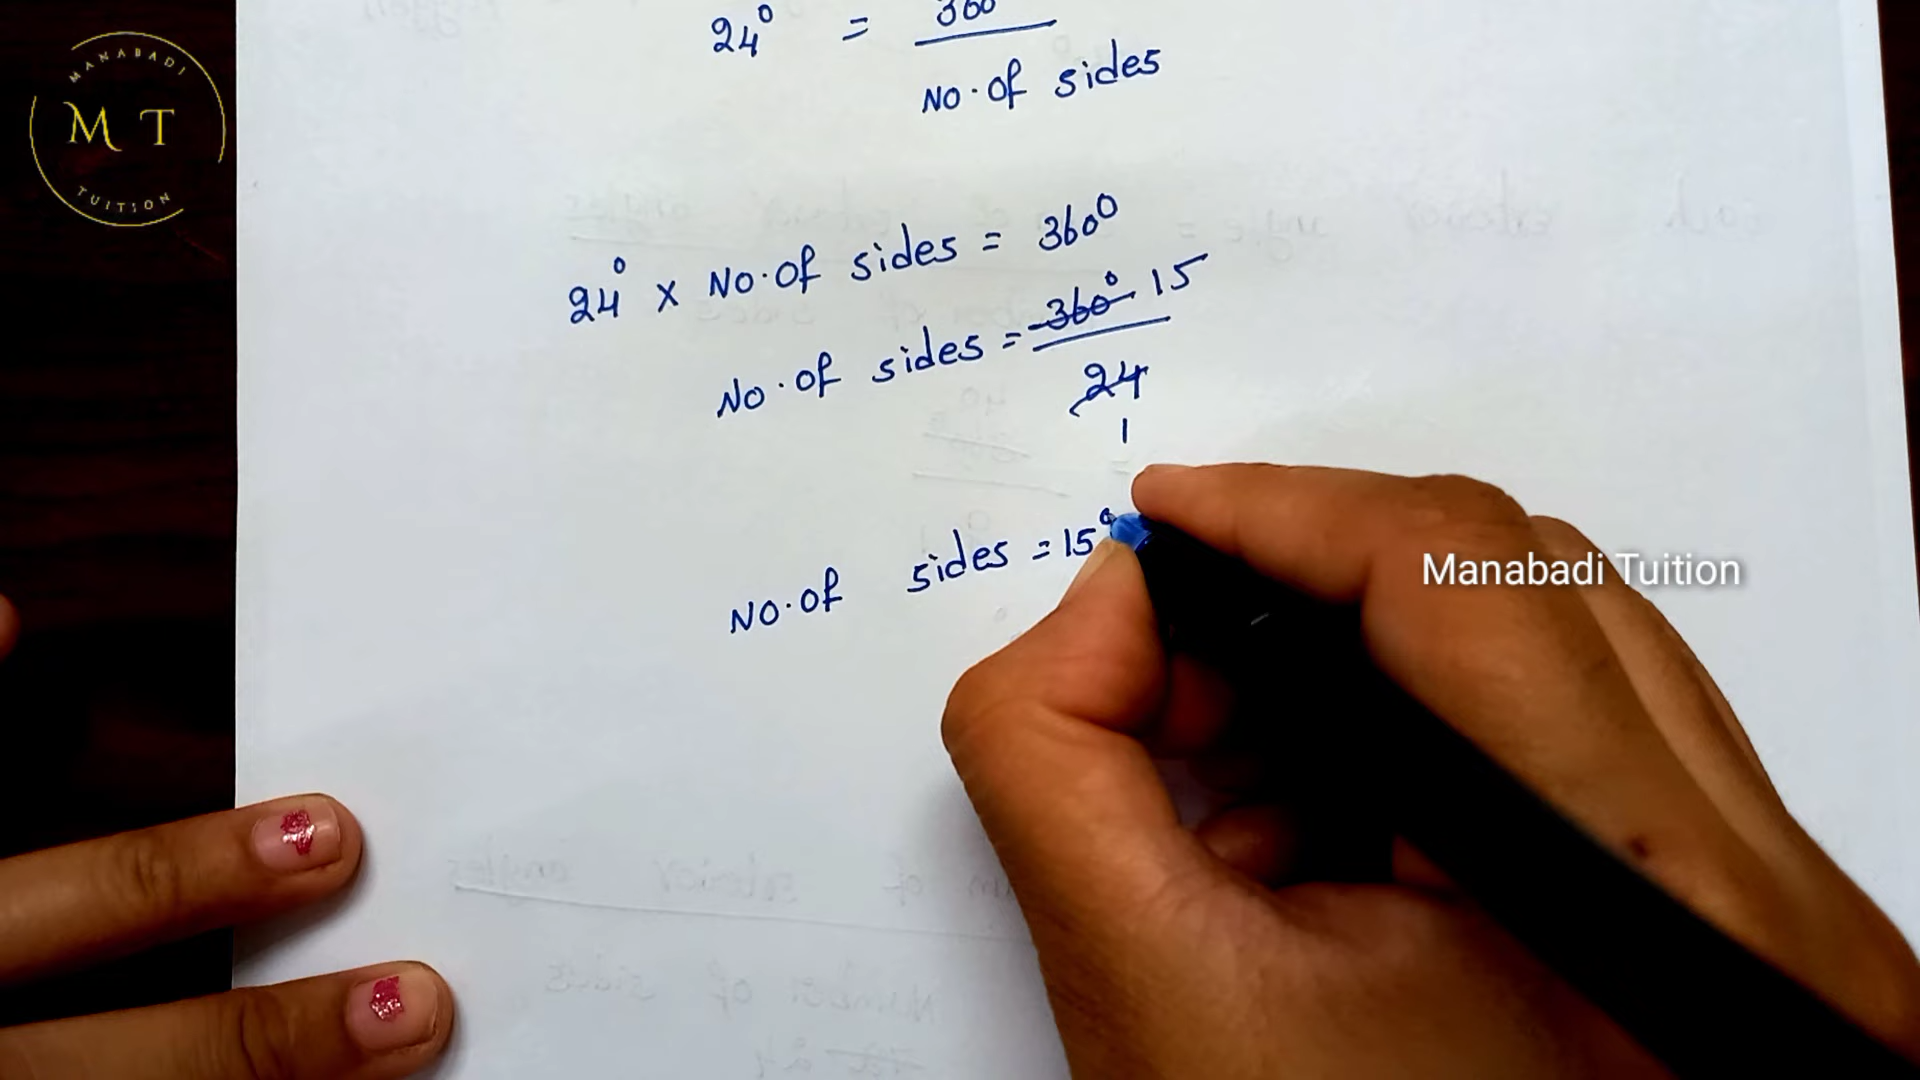 MANABADI
M T
TUITION
24° = 360
No. of sides
24° x No. of sides = 360°
No. of sides = 360° 15
24
1
No. of sides = 15°
Manabadi Tuition